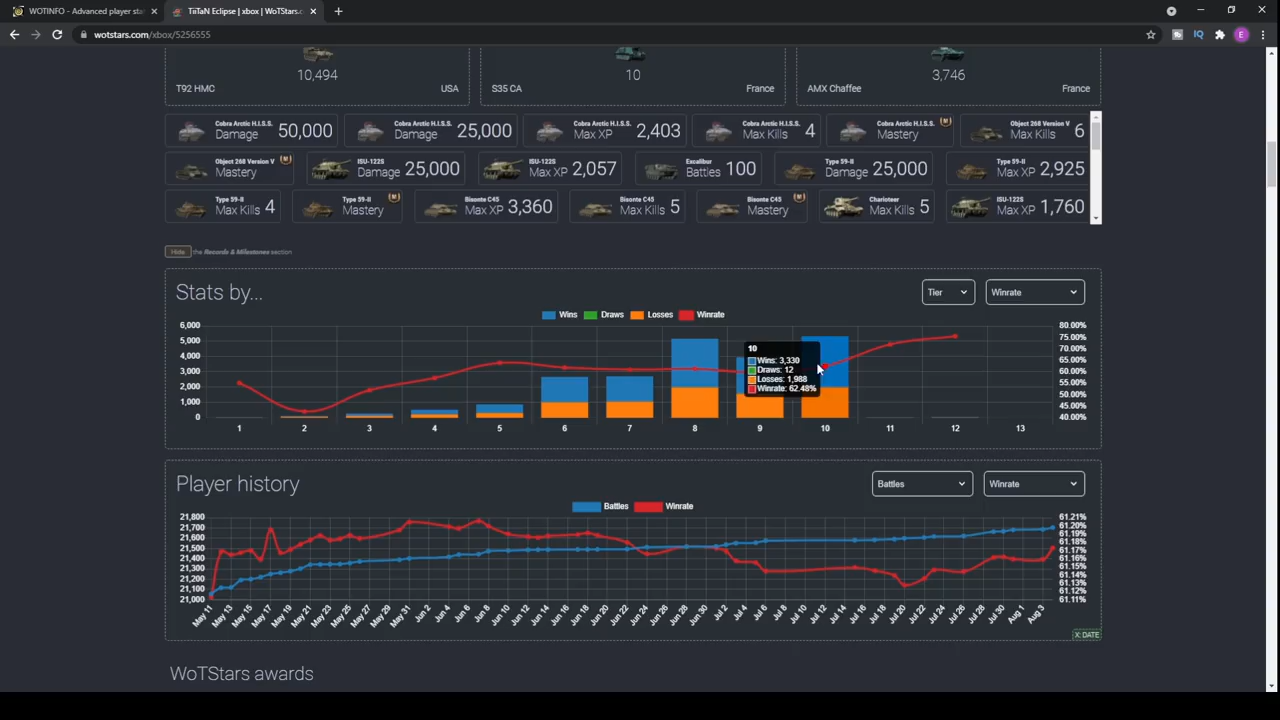 WOTINFO - Advanced player sta
TiiTaN Eclipse | xbox | WoTStars.c
wotstars.com/xbox/5256555
E
10,494
10
3,746
T92 HMC
USA
S35 CA
France
AMX Chaffee
France
Cobra Arctic H.I.S.S.
Damage
50,000
Cobra Arctic H.I.S.S.
Damage
25,000
Cobra Arctic H.I.S.S.
Max XP
2,403
Cobra Arctic H.I.S.S.
Max Kills
4
Cobra Arctic H.I.S.S.
Mastery
Object 268 Version V
Max Kills
6
Object 268 Version V
Mastery
ISU-122S
Damage
25,000
ISU-122S
Max XP
2,057
Excalibur
Battles
100
Type 59-II
Damage
25,000
Type 59-II
Max XP
2,925
Type 59-II
Max Kills
4
Type 59-II
Mastery
Bisonte C45
Max XP
3,360
Bisonte C45
Max Kills
5
Bisonte C45
Mastery
Charioteer
Max Kills
5
ISU-122S
Max XP
1,760
Hide the Records & Milestones section
Stats by...
Tier
Winrate
Wins Draws Losses Winrate
6,000
5,000
4,000
3,000
2,000
1,000
0
80.00%
75.00%
70.00%
65.00%
60.00%
55.00%
50.00%
45.00%
40.00%
10
Wins: 3,330
Draws: 12
Losses: 1,988
Winrate: 62.48%
1 2 3 4 5 6 7 8 9 10 11 12 13
Player history
Battles
Winrate
Battles Winrate
21,800
21,700
21,600
21,500
21,400
21,300
21,200
21,100
21,000
61.21%
61.20%
61.19%
61.18%
61.17%
61.16%
61.15%
61.14%
61.13%
61.12%
61.11%
May 11 May 13 May 15 May 17 May 19 May 21 May 23 May 25 May 27 May 29 May 31 Jun 2 Jun 4 Jun 6 Jun 8 Jun 10 Jun 12 Jun 14 Jun 16 Jun 18 Jun 20 Jun 22 Jun 24 Jun 26 Jun 28 Jun 30 Jul 2 Jul 4 Jul 6 Jul 8 Jul 10 Jul 12 Jul 14 Jul 16 Jul 18 Jul 20 Jul 22 Jul 24 Jul 26 Jul 28 Jul 30 Aug 1 Aug 3
X: DATE
WoTStars awards